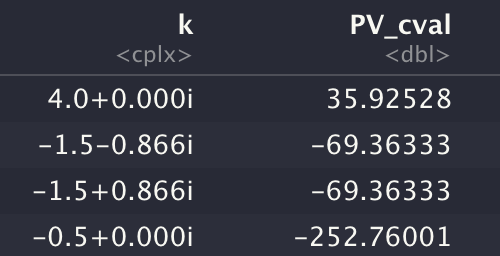 k PV_cval
<cplx> <dbl>
4.0+0.000i 35.92528
-1.5-0.866i -69.36333
-1.5+0.866i -69.36333
-0.5+0.000i -252.76001